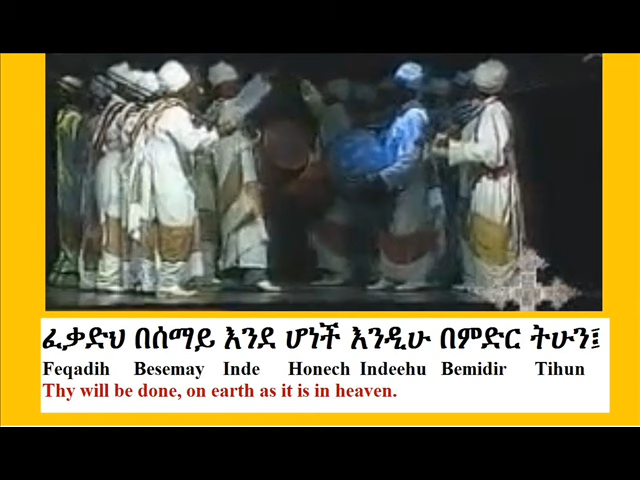 ፈቃድህ በሰማይ እንደ ሆነች እንዲሁ በምድር ትሁን፤
Feqadih Besemay Inde Honech Indeehu Bemidir Tihun
Thy will be done, on earth as it is in heaven.